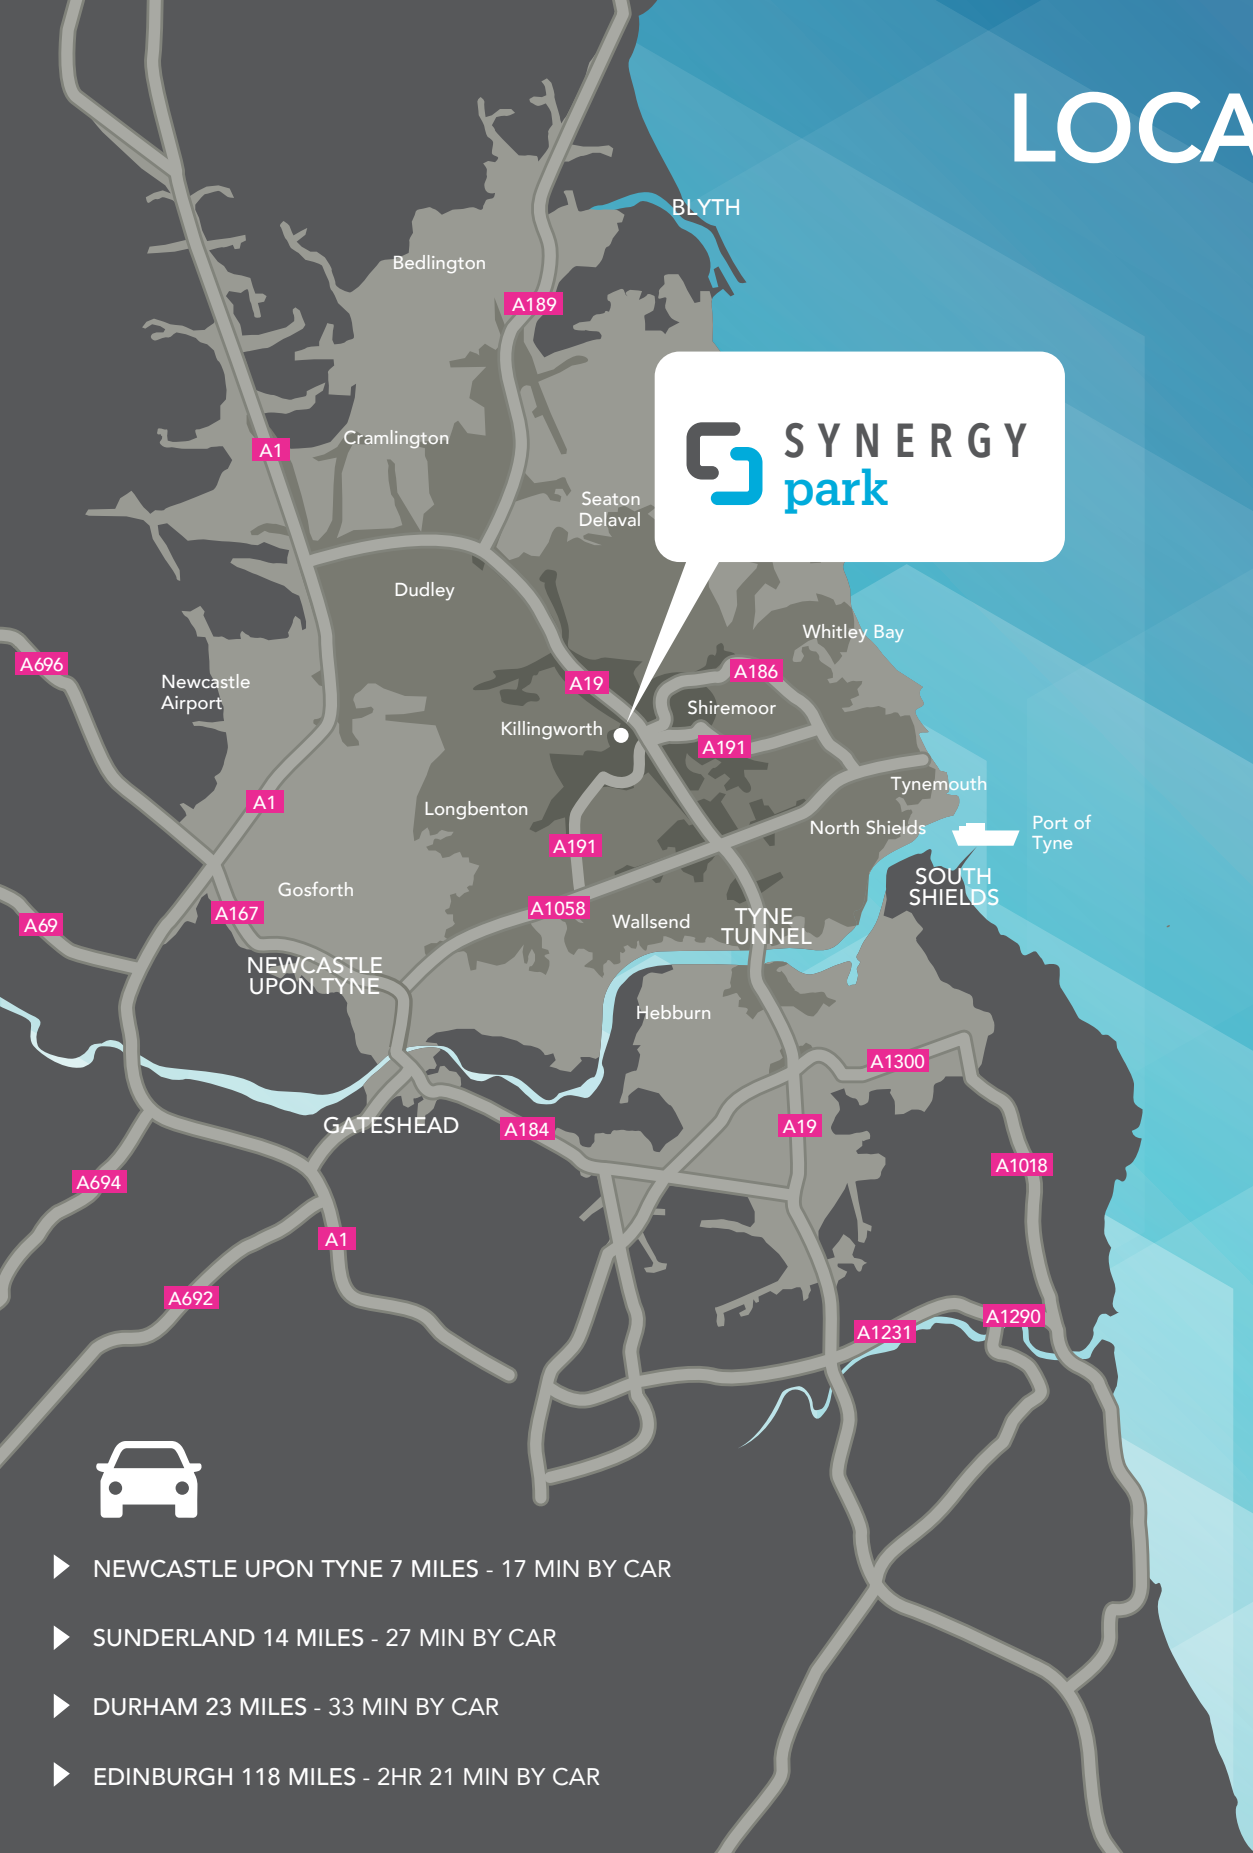 LOCA
BLYTH
Bedlington
A189
SYNERGY
park
Cramlington
A1
Seaton
Delaval
Dudley
Whitley Bay
A696
A186
Newcastle
Airport
A19
Shiremoor
Killingworth
A191
Tynemouth
A1
Longbenton
North Shields
Port of
Tyne
A191
SOUTH
SHIELDS
Gosforth
A1058
A167
A69
Wallsend
TYNE
TUNNEL
NEWCASTLE
UPON TYNE
Hebburn
A1300
GATESHEAD
A184
A19
A1018
A694
A1
A692
A1290
A1231
NEWCASTLE UPON TYNE 7 MILES - 17 MIN BY CAR
SUNDERLAND 14 MILES - 27 MIN BY CAR
DURHAM 23 MILES - 33 MIN BY CAR
EDINBURGH 118 MILES - 2HR 21 MIN BY CAR